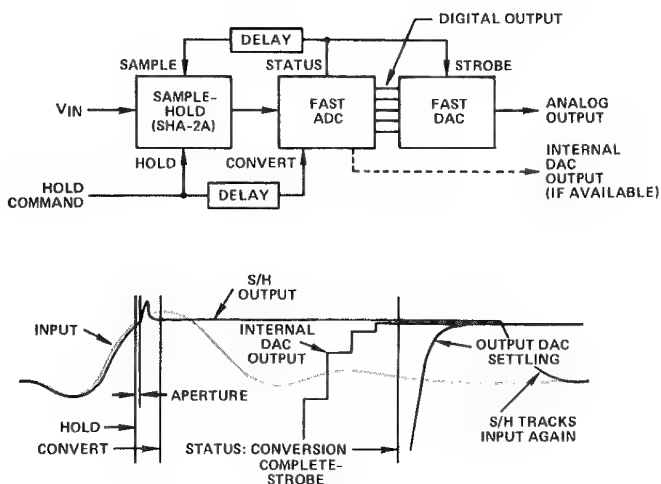 DIGITAL OUTPUT
DELAY
SAMPLE
STATUS
STROBE
VIN
SAMPLE-
HOLD
(SHA-2A)
FAST
ADC
FAST
DAC
ANALOG
OUTPUT
HOLD
CONVERT
INTERNAL
DAC
OUTPUT
(IF AVAILABLE)
HOLD
COMMAND
DELAY
S/H
OUTPUT
INPUT
INTERNAL
DAC
OUTPUT
OUTPUT DAC
SETTLING
APERTURE
HOLD
S/H TRACKS
INPUT AGAIN
CONVERT
STATUS: CONVERSION
COMPLETE-
STROBE